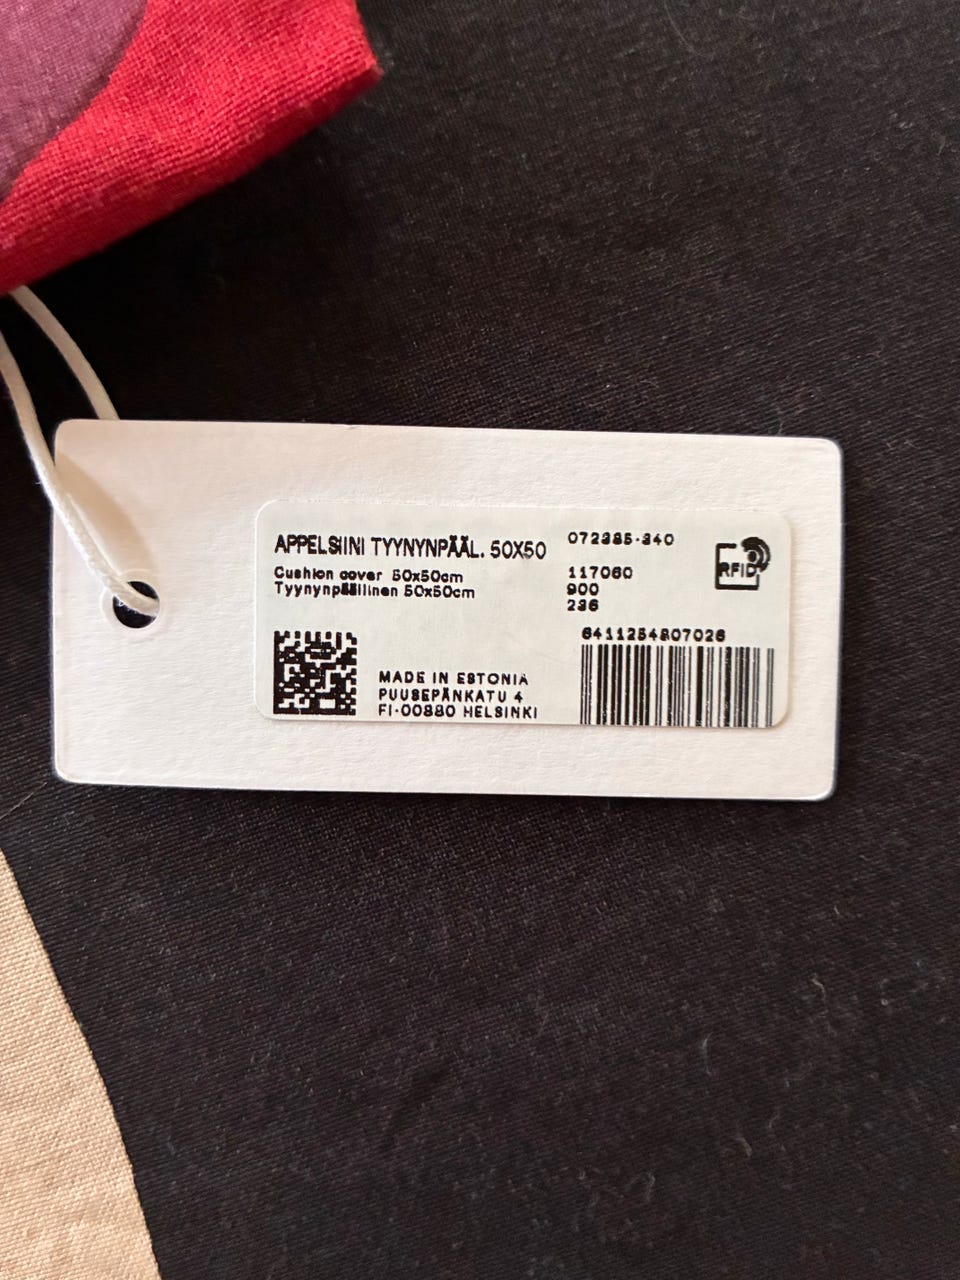 APPELSIINI TYYNYNPÄÄL. 50X50
Cushion cover 50x50cm
Tyynynpäällinen 50x50cm
MADE IN ESTONIA
PUUSEPÄNKATU 4
FI-00880 HELSINKI
072385-340
117060
900
236
RFID
6411254807026